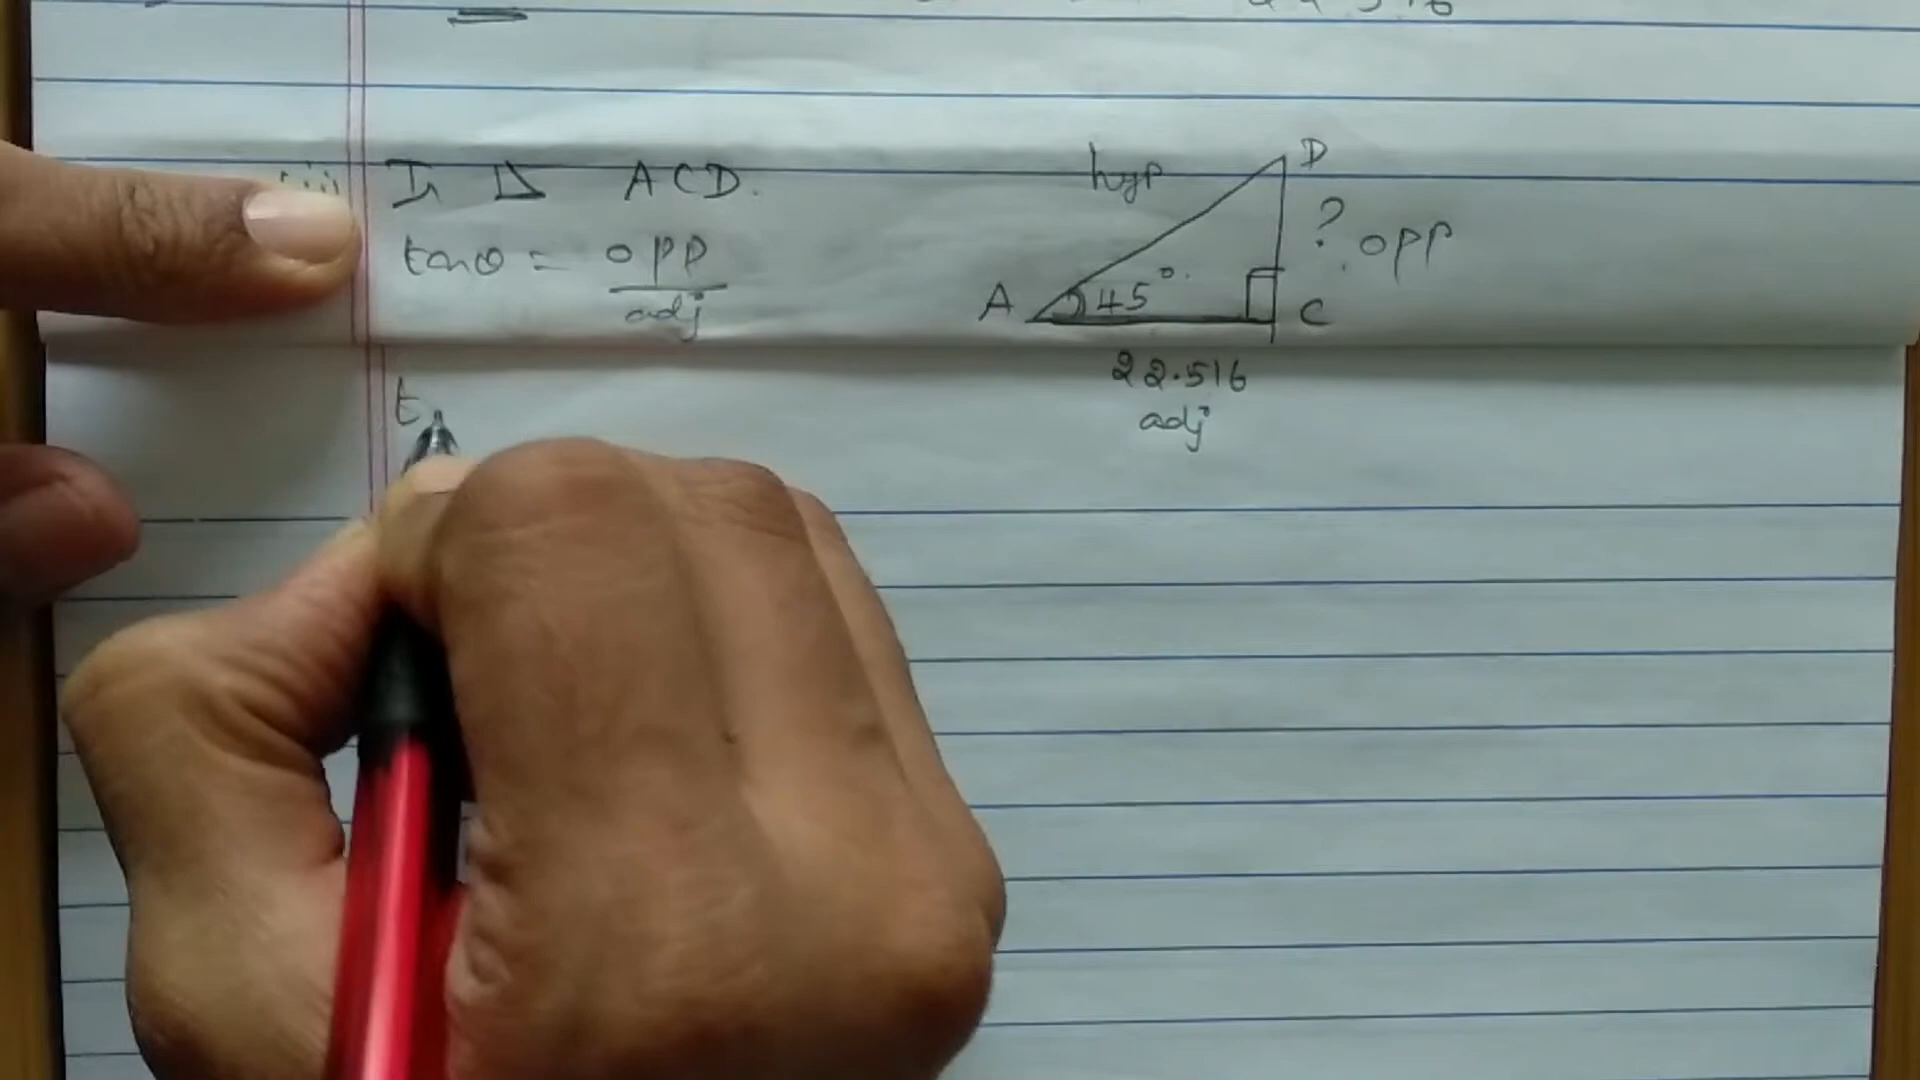 In Δ ACD.
tanθ = opp
adj
t
hyp
D
? opp
A 45° C
22.516
adj